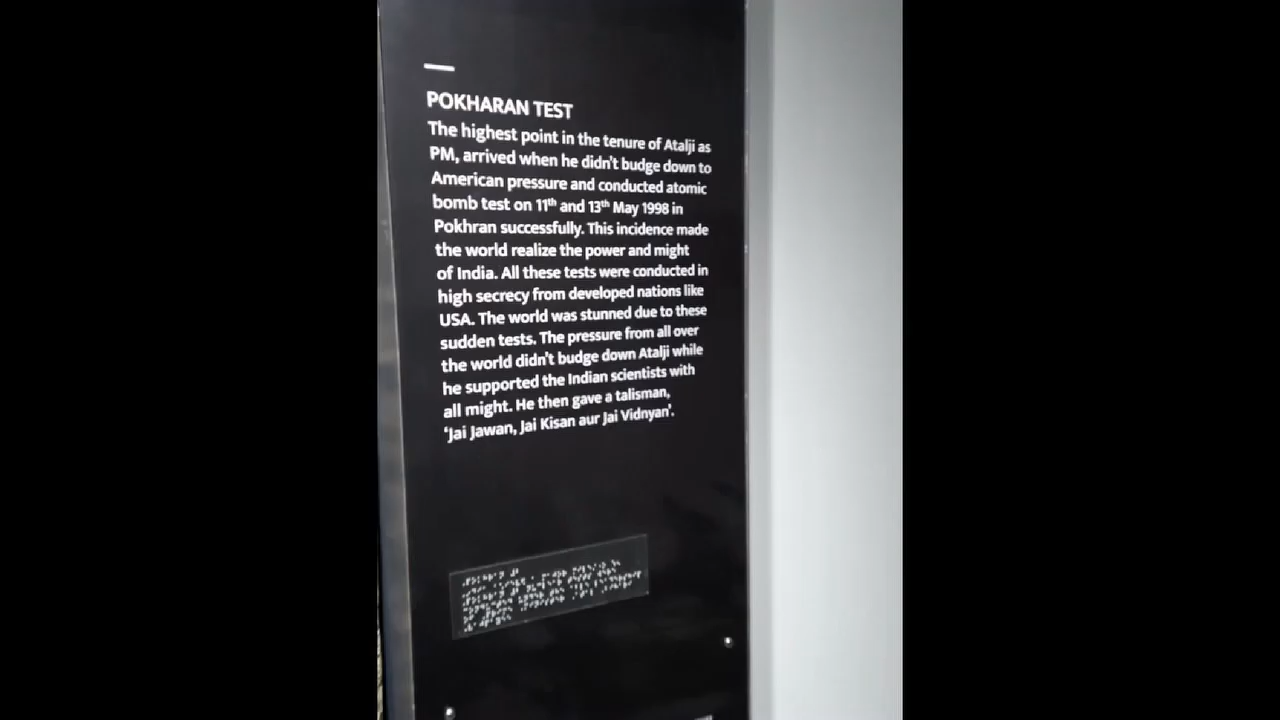 POKHARAN TEST
The highest point in the tenure of Atalji as
PM, arrived when he didn't budge down to
American pressure and conducted atomic
bomb test on 11th and 13th May 1998 in
Pokhran successfully. This incidence made
the world realize the power and might
of India. All these tests were conducted in
high secrecy from developed nations like
USA. The world was stunned due to these
sudden tests. The pressure from all over
the world didn't budge down Atalji while
he supported the Indian scientists with
all might. He then gave a talisman,
'Jai Jawan, Jai Kisan aur Jai Vidnyan'.